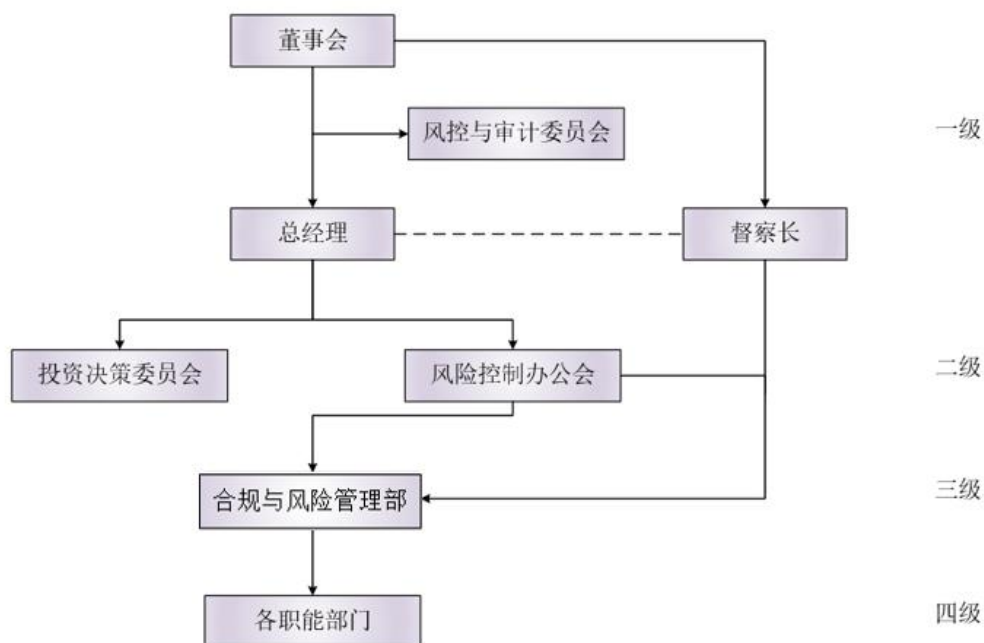 董事会
风控与审计委员会
一级
总经理
督察长
投资决策委员会
风险控制办公会
二级
合规与风险管理部
三级
各职能部门
四级